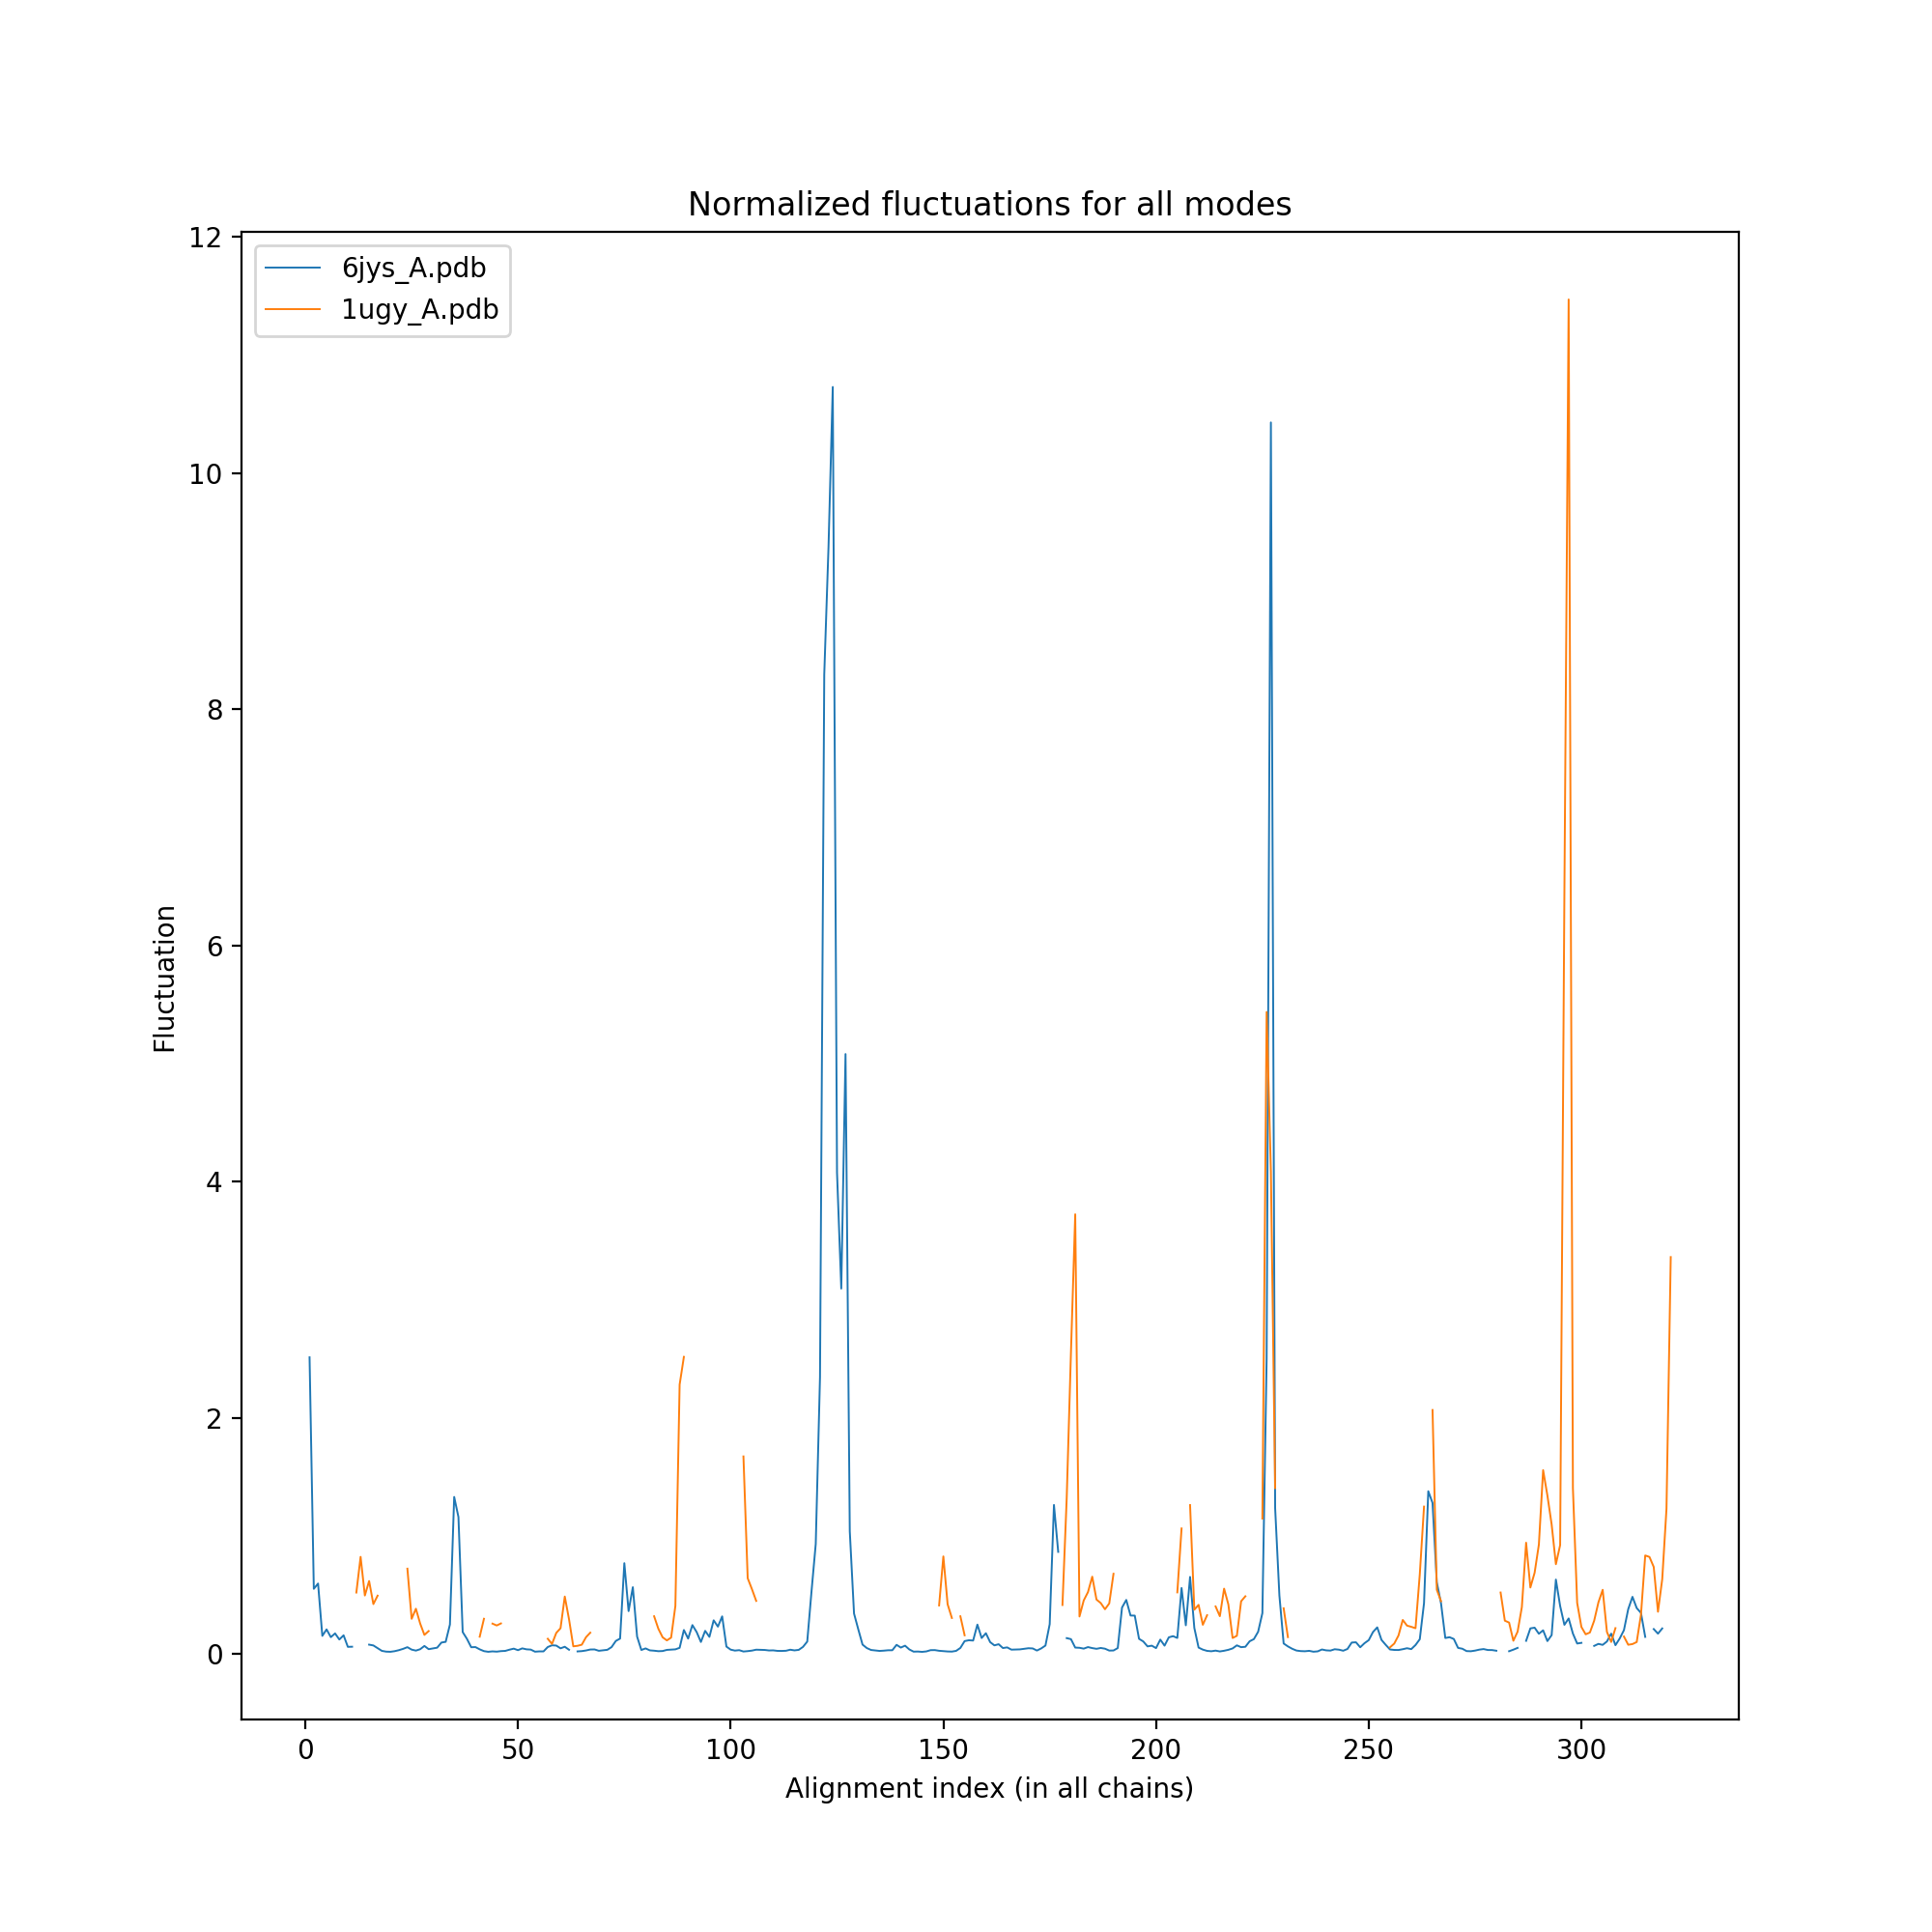 Normalized fluctuations for all modes
12
10
8
6
4
2
0
Fluctuation
6jys_A.pdb
1ugy_A.pdb
0 50 100 150 200 250 300
Alignment index (in all chains)